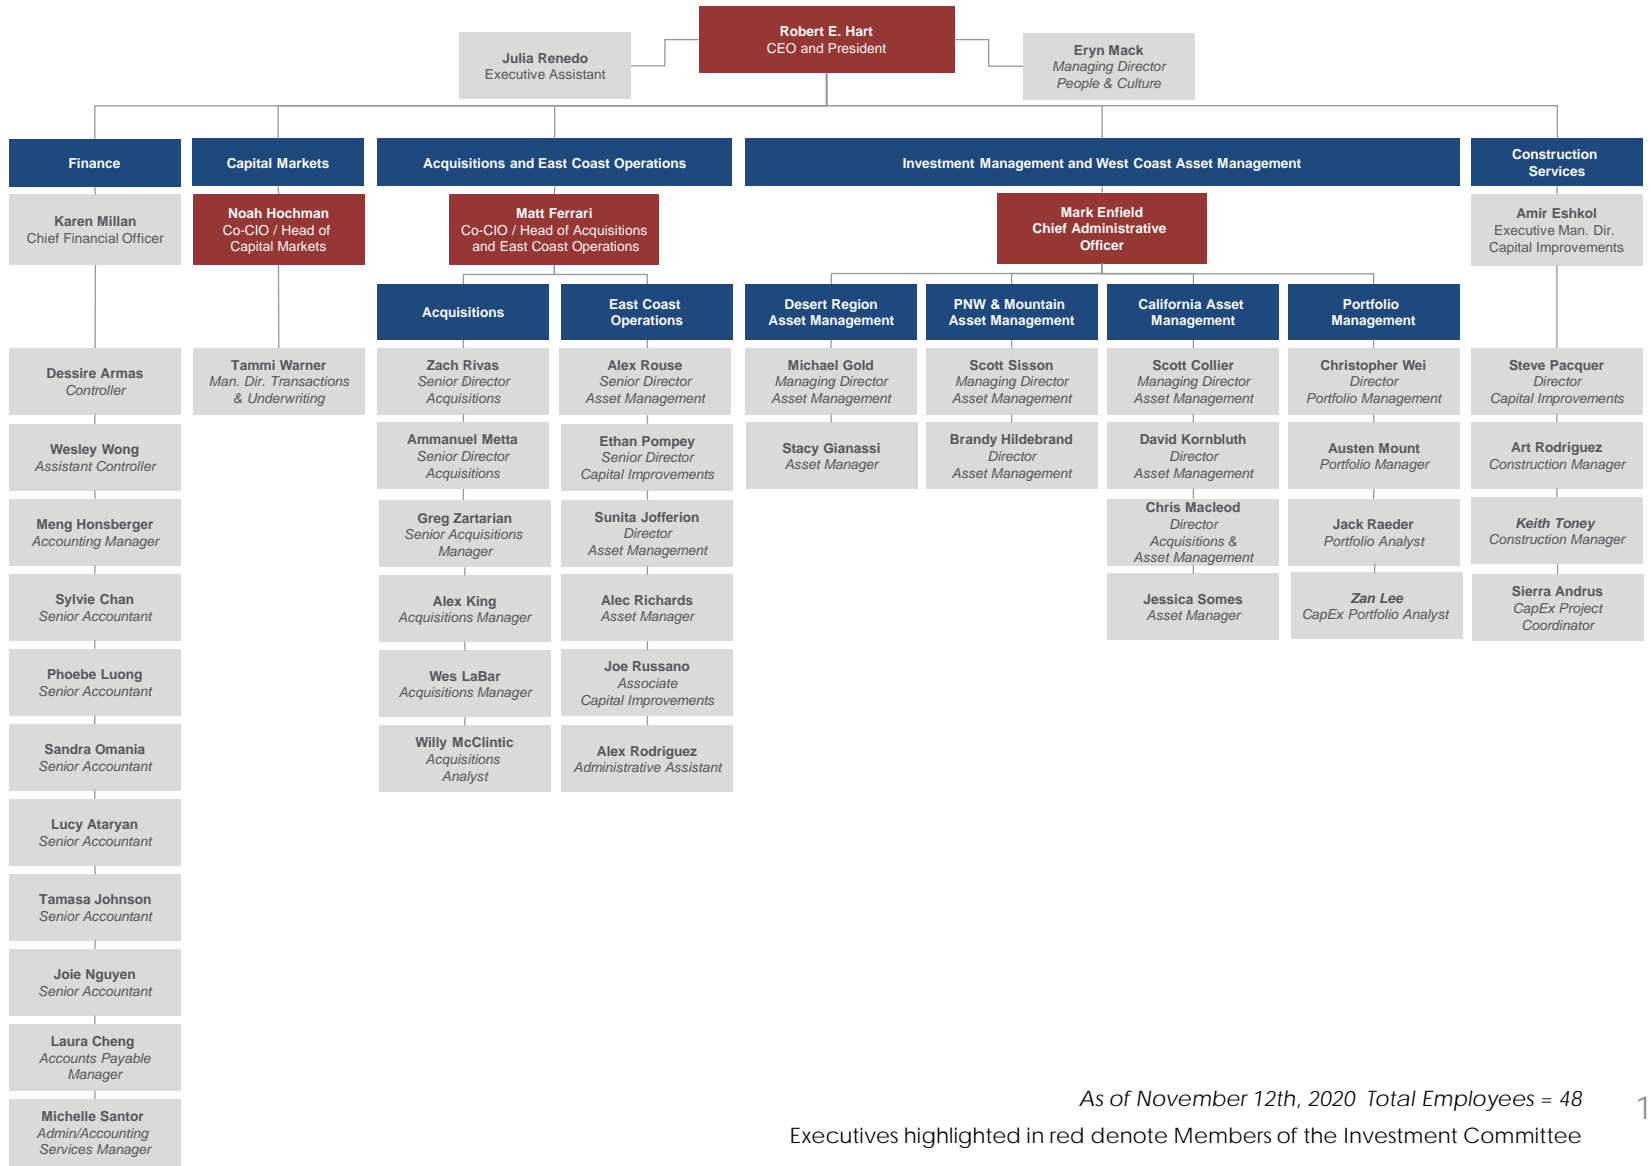 Robert E. Hart
CEO and President
Julia Renedo
Executive Assistant
Eryn Mack
Managing Director
People & Culture
Finance
Karen Millan
Chief Financial Officer
Dessire Armas
Controller
Wesley Wong
Assistant Controller
Meng Honsberger
Accounting Manager
Sylvie Chan
Senior Accountant
Phoebe Luong
Senior Accountant
Sandra Omania
Senior Accountant
Lucy Ataryan
Senior Accountant
Tamasa Johnson
Senior Accountant
Joie Nguyen
Senior Accountant
Laura Cheng
Accounts Payable
Manager
Michelle Santor
Admin/Accounting
Services Manager
Capital Markets
Noah Hochman
Co-CIO / Head of
Capital Markets
Tammi Warner
Man. Dir. Transactions
& Underwriting
Acquisitions and East Coast Operations
Matt Ferrari
Co-CIO / Head of Acquisitions
and East Coast Operations
Acquisitions
Zach Rivas
Senior Director
Acquisitions
Ammanuel Metta
Senior Director
Acquisitions
Greg Zartarian
Senior Acquisitions
Manager
Alex King
Acquisitions Manager
Wes LaBar
Acquisitions Manager
Willy McClintic
Acquisitions
Analyst
East Coast
Operations
Alex Rouse
Senior Director
Asset Management
Ethan Pompey
Senior Director
Capital Improvements
Sunita Jofferion
Director
Asset Management
Alec Richards
Asset Manager
Joe Russano
Associate
Capital Improvements
Alex Rodriguez
Administrative Assistant
Investment Management and West Coast Asset Management
Mark Enfield
Chief Administrative
Officer
Desert Region
Asset Management
Michael Gold
Managing Director
Asset Management
Stacy Gianassi
Asset Manager
PNW & Mountain
Asset Management
Scott Sisson
Managing Director
Asset Management
Brandy Hildebrand
Director
Asset Management
California Asset
Management
Scott Collier
Managing Director
Asset Management
David Kornbluth
Director
Asset Management
Chris Macleod
Director
Acquisitions &
Asset Management
Jessica Somes
Asset Manager
Portfolio
Management
Christopher Wei
Director
Portfolio Management
Austen Mount
Portfolio Manager
Jack Raeder
Portfolio Analyst
Zan Lee
CapEx Portfolio Analyst
Construction
Services
Amir Eshkol
Executive Man. Dir.
Capital Improvements
Steve Pacquer
Director
Capital Improvements
Art Rodriguez
Construction Manager
Keith Toney
Construction Manager
Sierra Andrus
CapEx Project
Coordinator
As of November 12th, 2020 Total Employees = 48
1
Executives highlighted in red denote Members of the Investment Committee